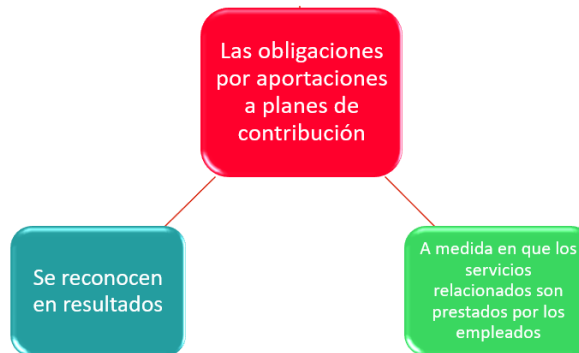 Las obligaciones
por aportaciones
a planes de
contribución
Se reconocen
en resultados
A medida en que los
servicios
relacionados son
prestados por los
empleados